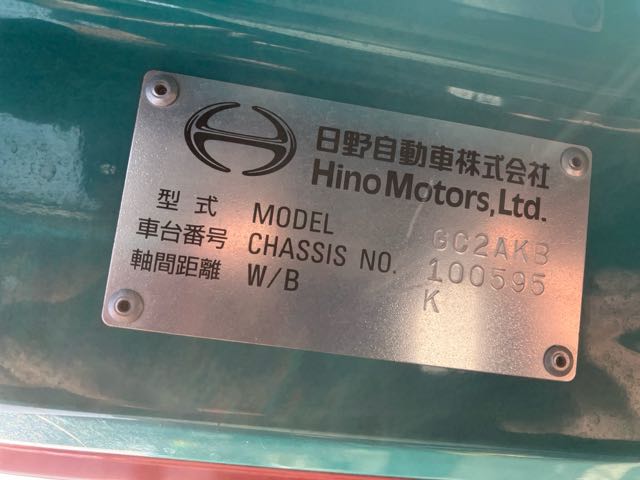 日野自動車株式会社
Hino Motors, Ltd.
型式 MODEL GC2AKB
車台番号 CHASSIS NO. 100595
軸間距離 W/B K